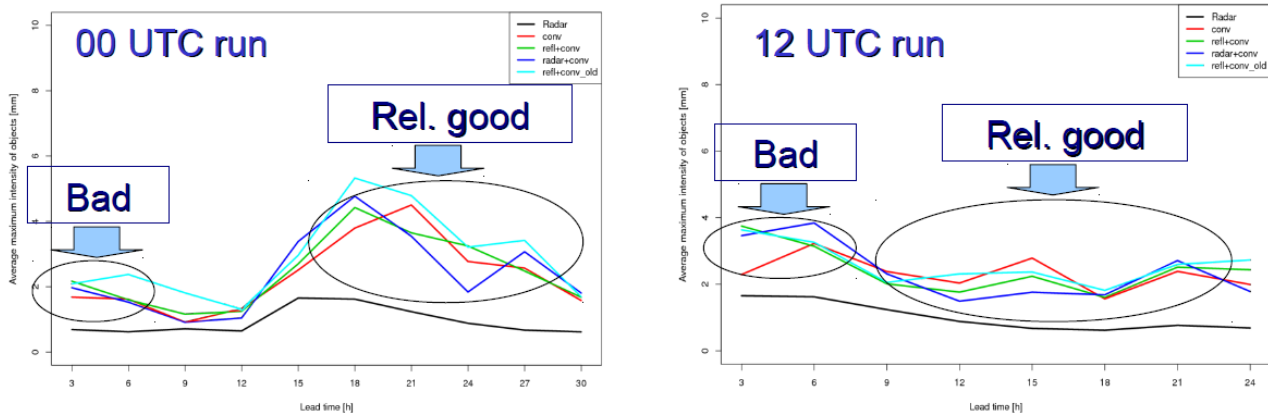 00 UTC run
Radar
conv
refl+conv
radar+conv
refl+conv_old
Rel. good
Bad
Average maximum intensity of objects [mm]
10
8
6
4
2
0
3 6 9 12 15 18 21 24 27 30
Lead time [h]
12 UTC run
Radar
conv
refl+conv
radar+conv
refl+conv_old
Bad
Rel. good
Average maximum intensity of objects [mm]
10
8
6
4
2
0
3 6 9 12 15 18 21 24
Lead time [h]